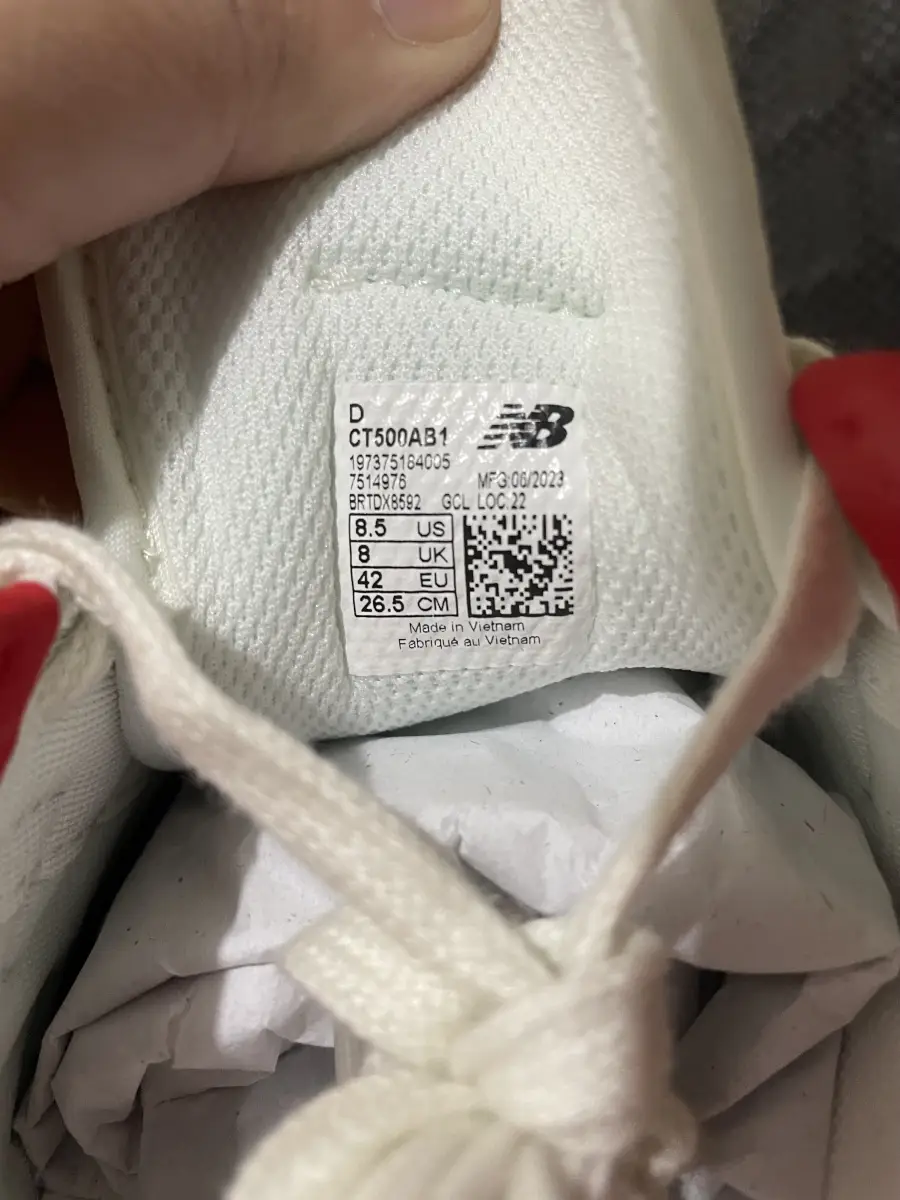 D
CT500AB1
NB
197375184005
7514976 MFG:06/2023
BRTDX8592 GCL LOC:22
8.5 US
8 UK
42 EU
26.5 CM
Made in Vietnam
Fabriqué au Vietnam